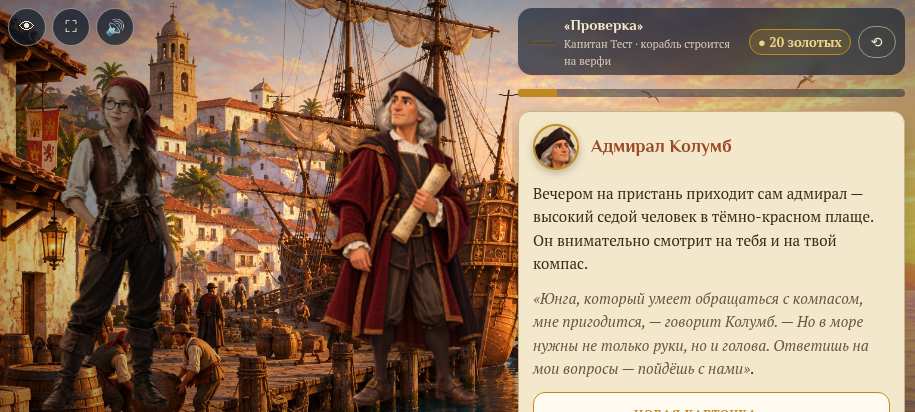 «Проверка»
Капитан Тест · корабль строится
на верфи
● 20 золотых
Адмирал Колумб
Вечером на пристань приходит сам адмирал —
высокий седой человек в тёмно-красном плаще.
Он внимательно смотрит на тебя и на твой
компас.
«Юнга, который умеет обращаться с компасом,
мне пригодится, — говорит Колумб. — Но в море
нужны не только руки, но и голова. Ответишь на
мои вопросы — пойдёшь с нами».